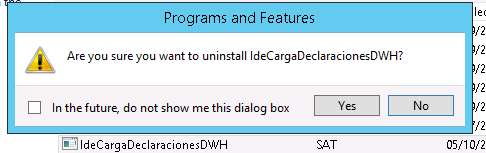 the
Programs and Features
Are you sure you want to uninstall IdeCargaDeclaracionesDWH?
In the future, do not show me this dialog box
Yes
No
IdeCargaDeclaracionesDWH SAT 05/10/2